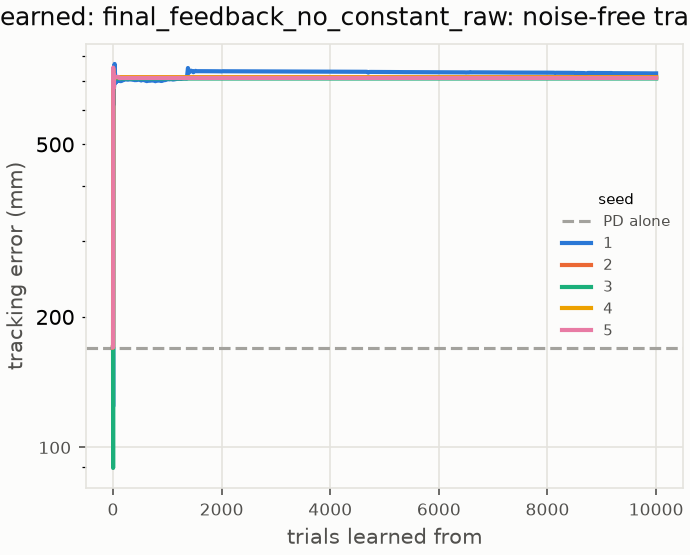 earned: final_feedback_no_constant_raw: noise-free tra
tracking error (mm)
500
200
100
seed
PD alone
1
2
3
4
5
0
2000
4000
6000
8000
10000
trials learned from